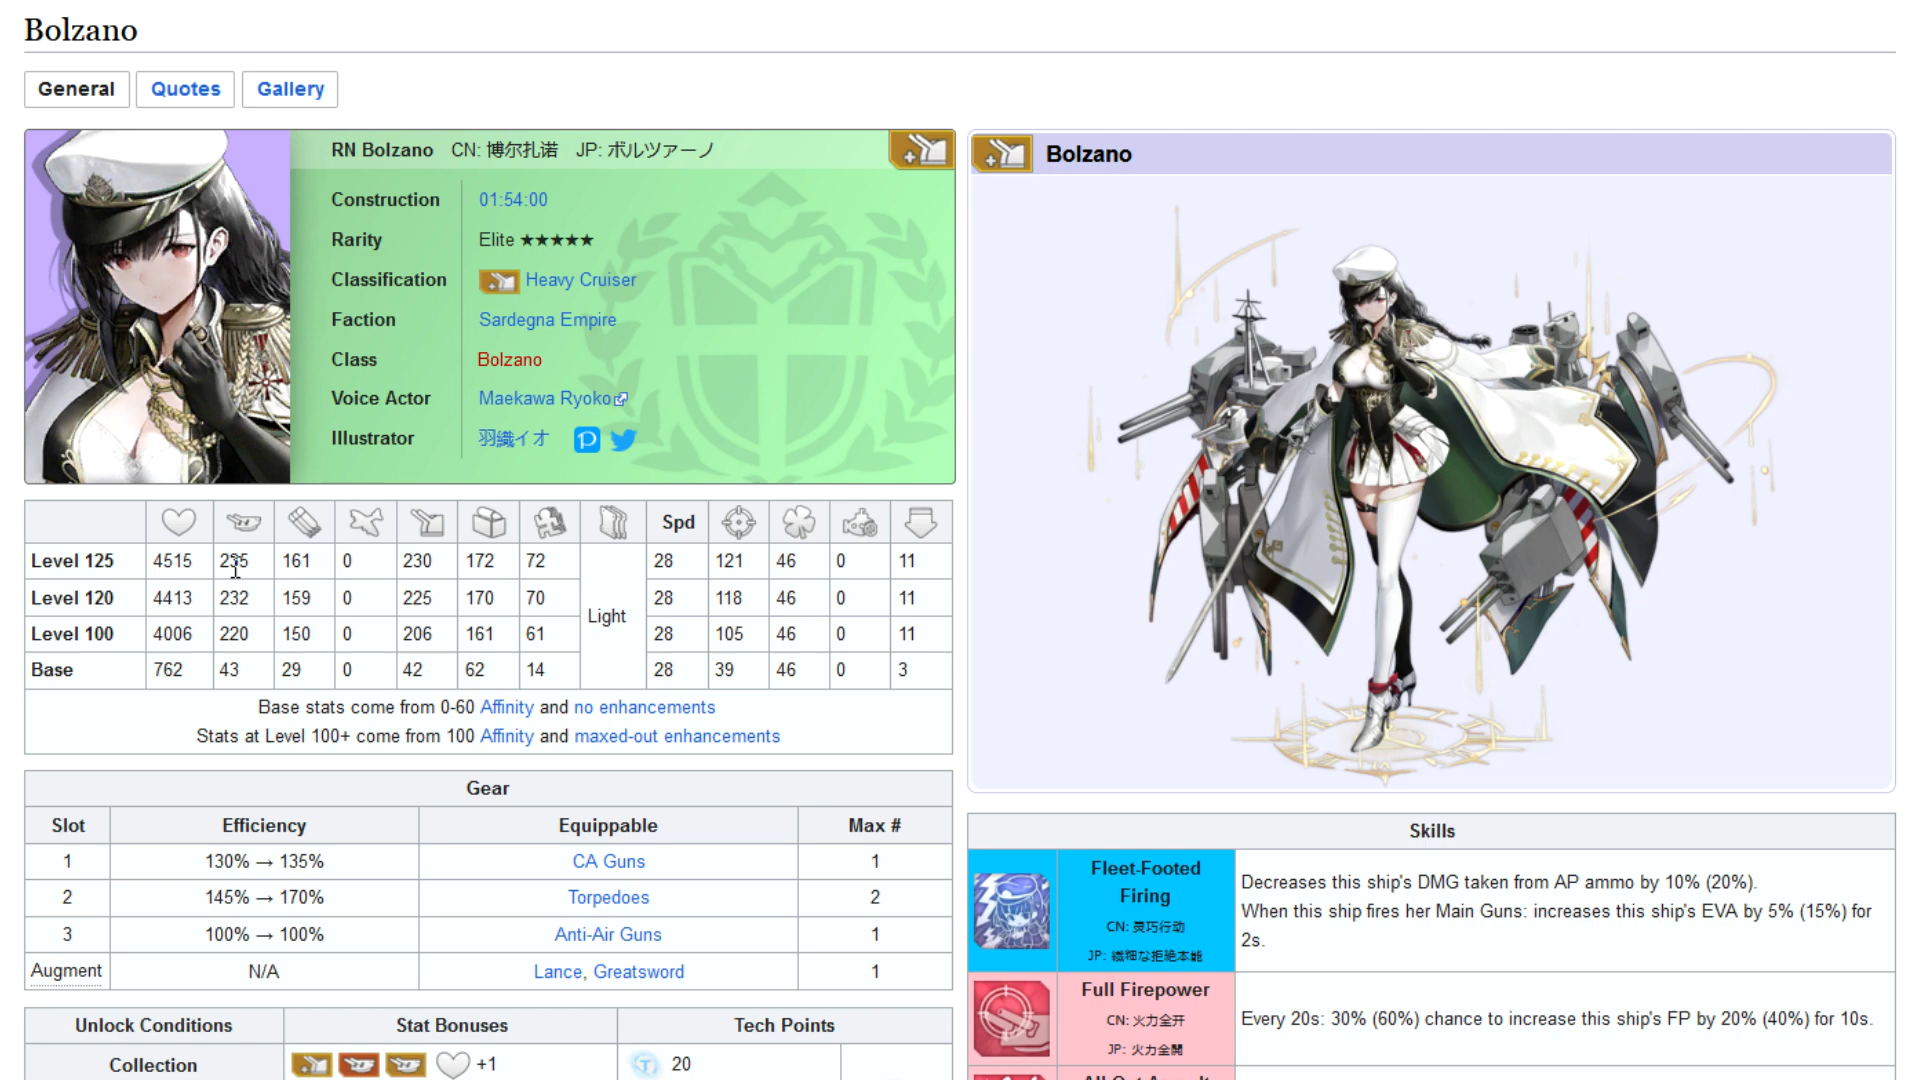 Bolzano
General Quotes Gallery
RN Bolzano CN: 博尔扎诺 JP: ボルツァーノ
Construction 01:54:00
Rarity Elite ★★★★★
Classification Heavy Cruiser
Faction Sardegna Empire
Class Bolzano
Voice Actor Maekawa Ryoko
Illustrator 羽織イオ
Spd
Level 125 4515 235 161 0 230 172 72 28 121 46 0 11
Level 120 4413 232 159 0 225 170 70 28 118 46 0 11
Light
Level 100 4006 220 150 0 206 161 61 28 105 46 0 11
Base 762 43 29 0 42 62 14 28 39 46 0 3
Base stats come from 0-60 Affinity and no enhancements
Stats at Level 100+ come from 100 Affinity and maxed-out enhancements
Gear
Slot Efficiency Equippable Max #
1 130% → 135% CA Guns 1
2 145% → 170% Torpedoes 2
3 100% → 100% Anti-Air Guns 1
Augment N/A Lance, Greatsword 1
Unlock Conditions Stat Bonuses Tech Points
Collection +1 20
Bolzano
Skills
Fleet-Footed
Firing
CN: 灵巧行动
JP: 繊細な拒絶本能
Decreases this ship's DMG taken from AP ammo by 10% (20%).
When this ship fires her Main Guns: increases this ship's EVA by 5% (15%) for
2s.
Full Firepower
CN: 火力全开
JP: 火力全開
Every 20s: 30% (60%) chance to increase this ship's FP by 20% (40%) for 10s.